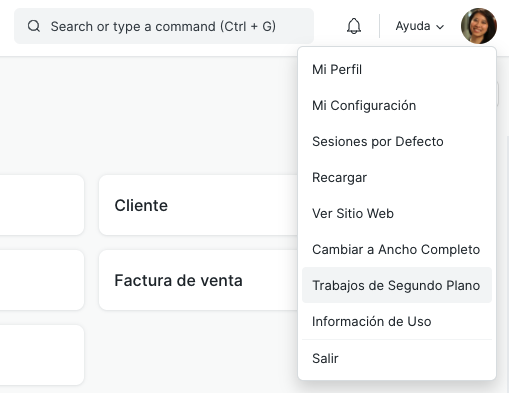 Search or type a command (Ctrl + G)
Ayuda
Mi Perfil
Mi Configuración
Sesiones por Defecto
Recargar
Ver Sitio Web
Cambiar a Ancho Completo
Trabajos de Segundo Plano
Información de Uso
Salir
Cliente
Factura de venta